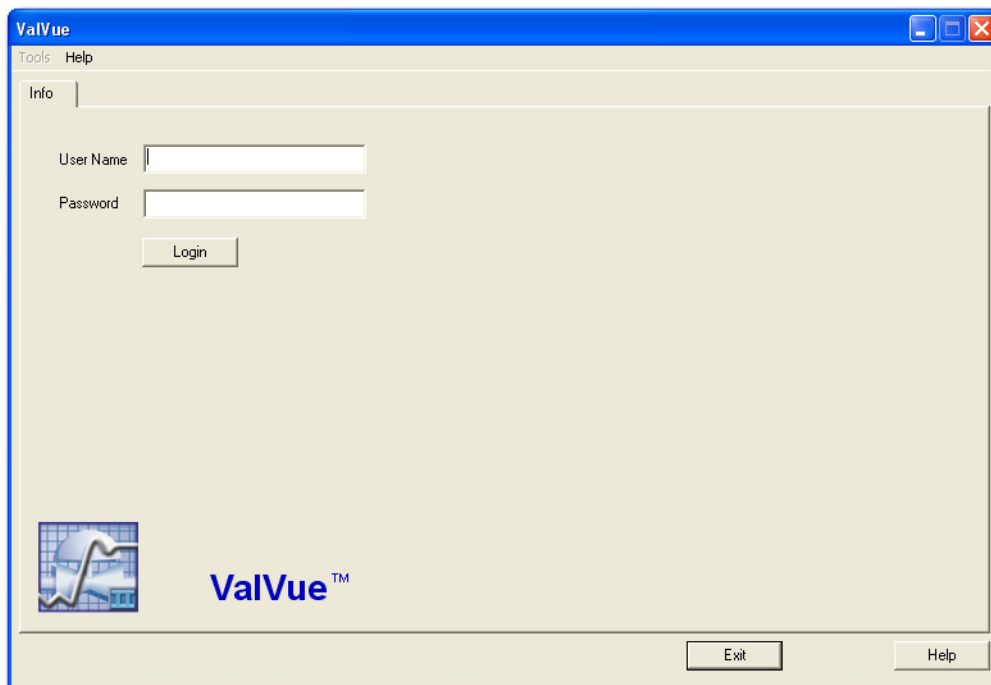 ValVue
Tools Help
Info
User Name
Password
Login
ValVue™
Exit Help